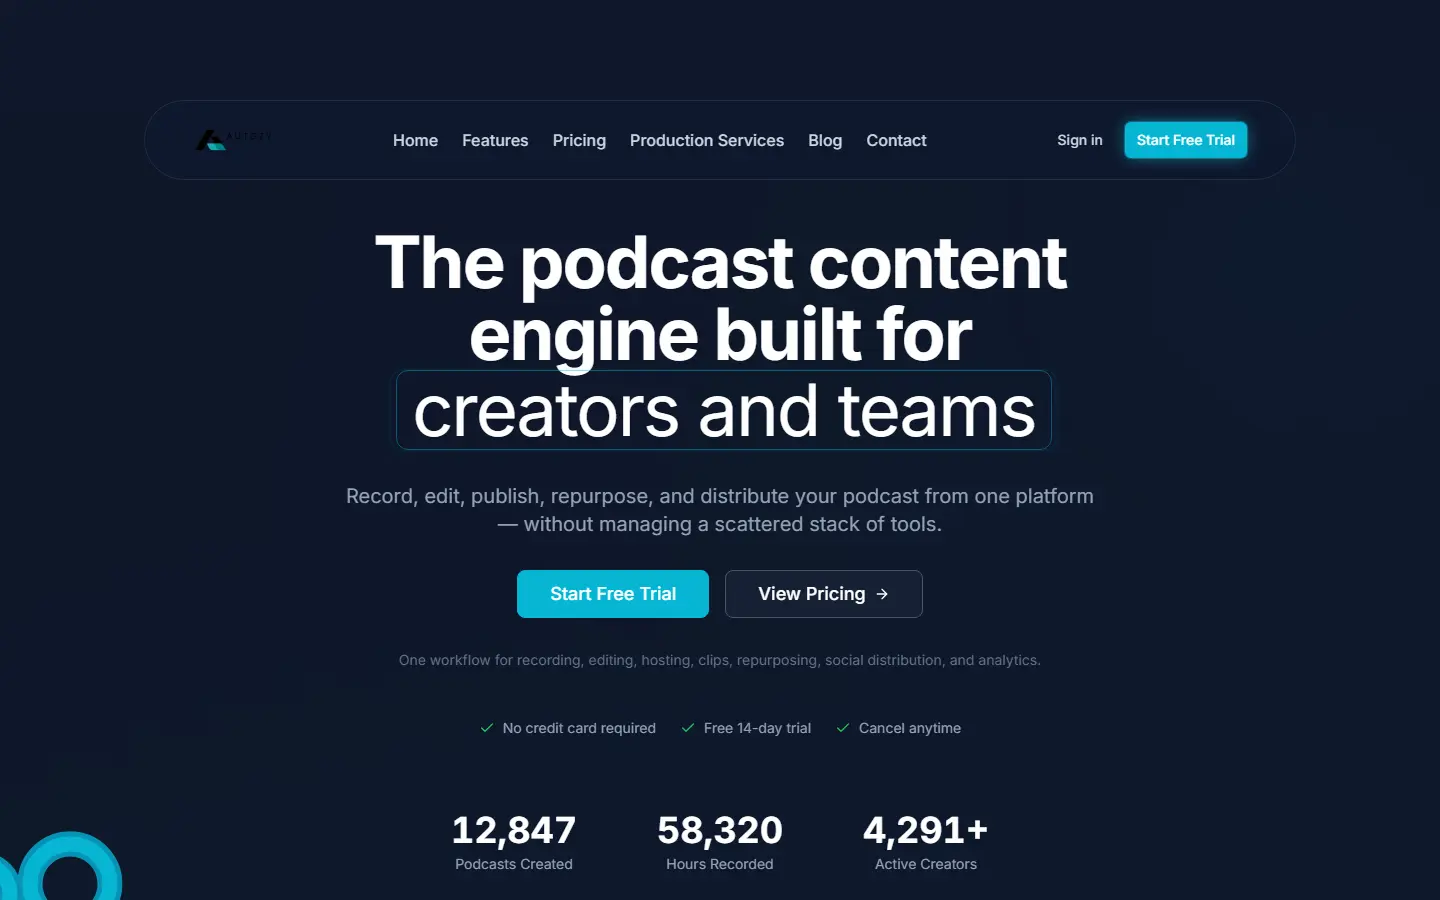 Home Features Pricing Production Services Blog Contact Sign in Start Free Trial
The podcast content
engine built for
creators and teams
Record, edit, publish, repurpose, and distribute your podcast from one platform
— without managing a scattered stack of tools.
Start Free Trial View Pricing →
One workflow for recording, editing, hosting, clips, repurposing, social distribution, and analytics.
No credit card required Free 14-day trial Cancel anytime
12,847 58,320 4,291+
Podcasts Created Hours Recorded Active Creators